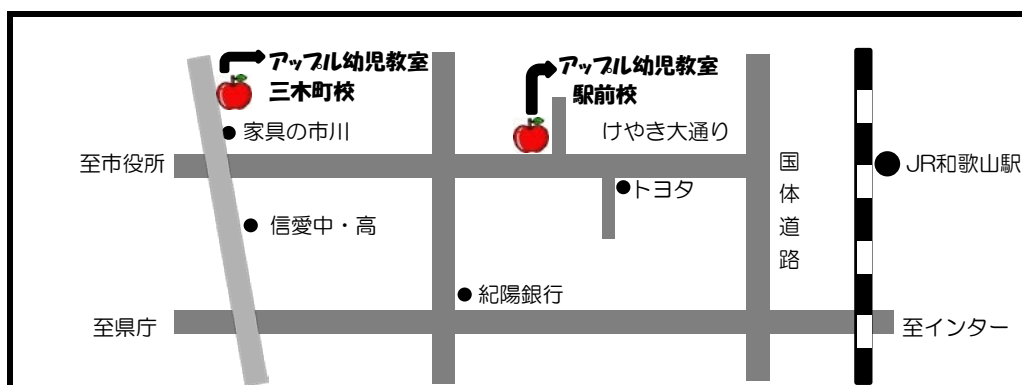 アップル幼児教室
三木町校
アップル幼児教室
駅前校
家具の市川
けやき大通り
至市役所
国体道路
JR和歌山駅
トヨタ
信愛中・高
紀陽銀行
至県庁
至インター